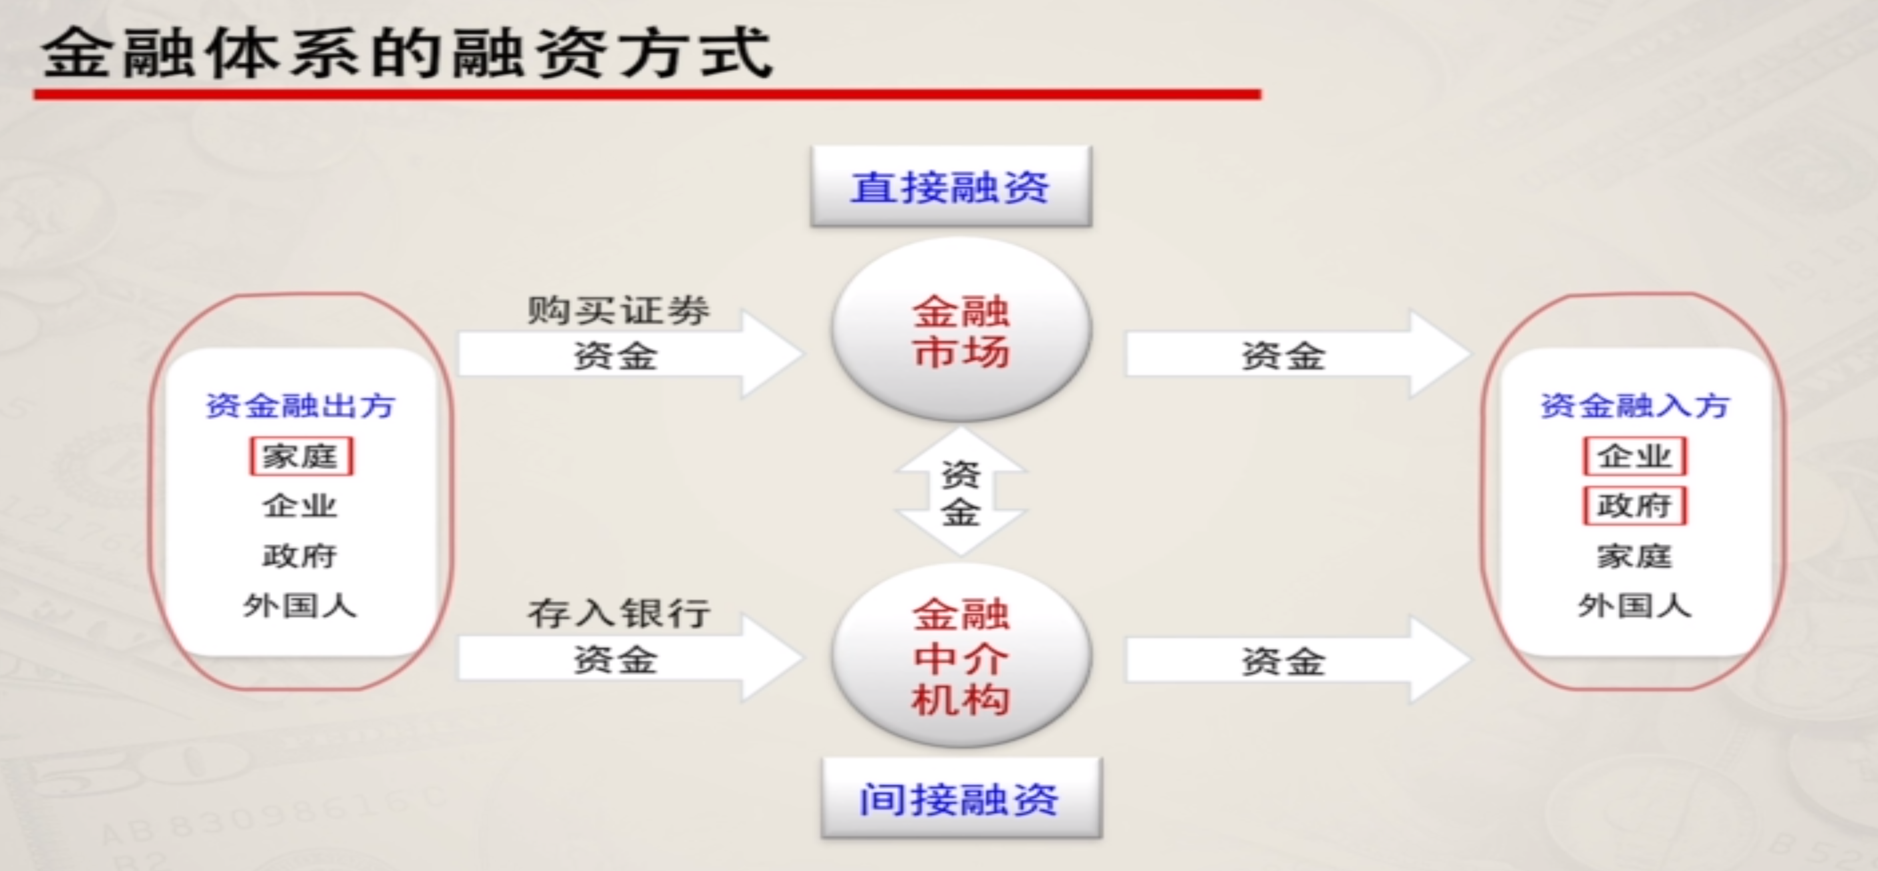 金融体系的融资方式
直接融资
购买证券
资金
金融
市场
资金
资金融出方
家庭
企业
政府
外国人
资
金
资金融入方
企业
政府
家庭
外国人
存入银行
资金
金融
中介
机构
资金
间接融资